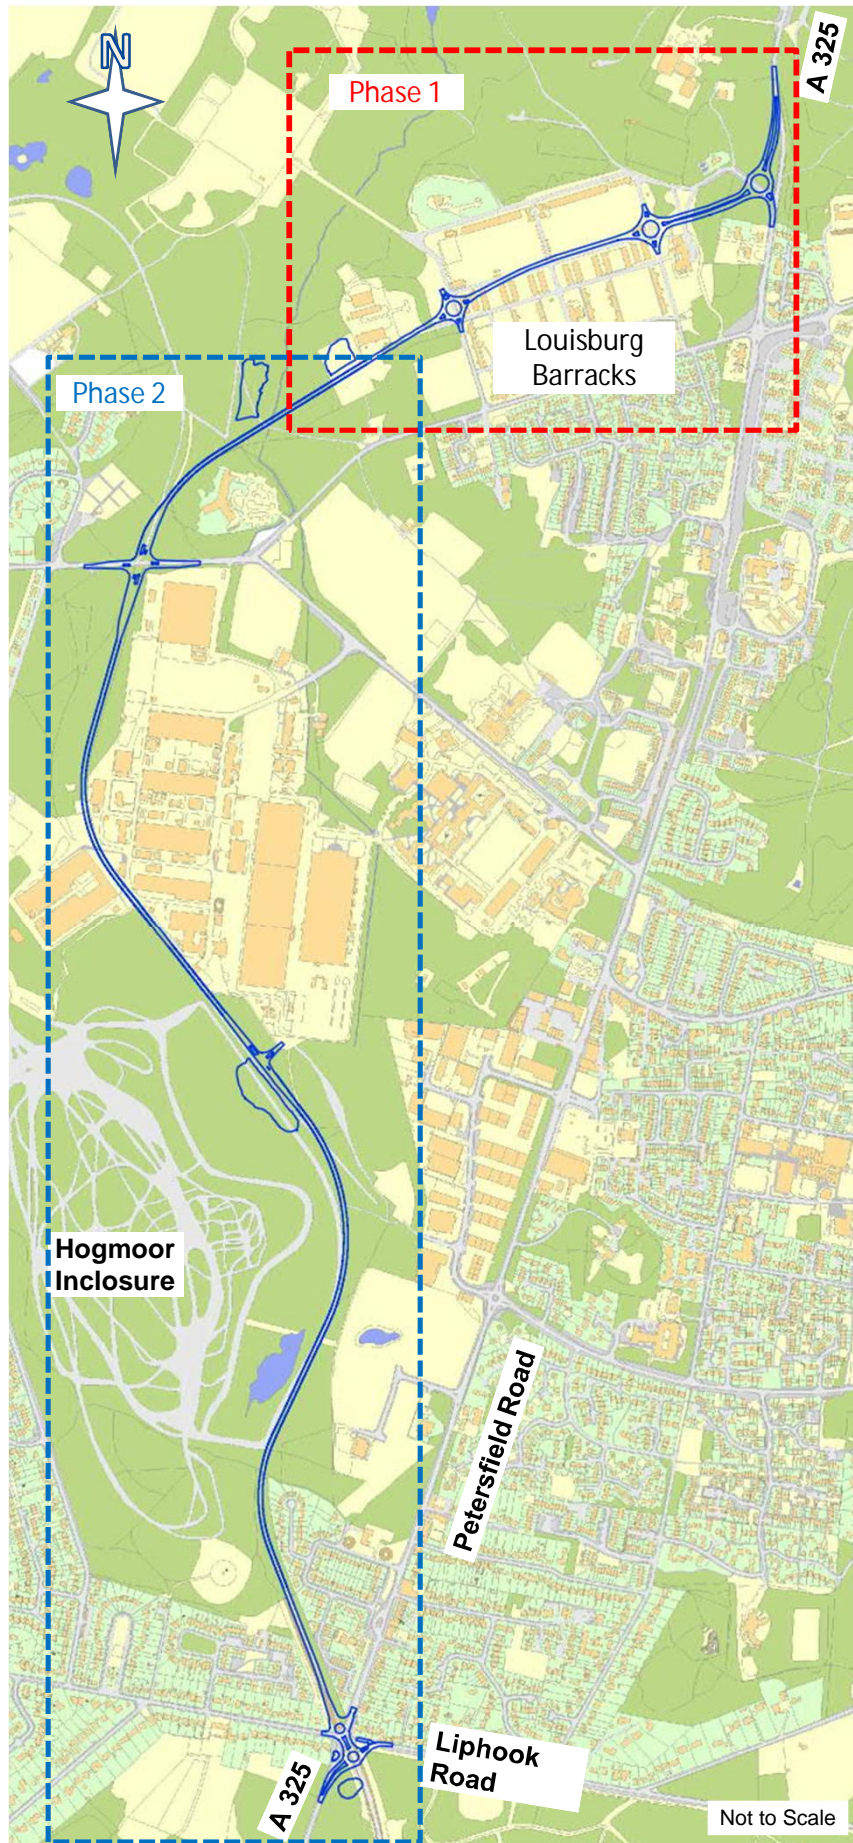 N
A 325
Phase 1
Louisburg
Barracks
Phase 2
Hogmoor
Inclosure
Petersfield Road
Liphook
Road
A 325
Not to Scale